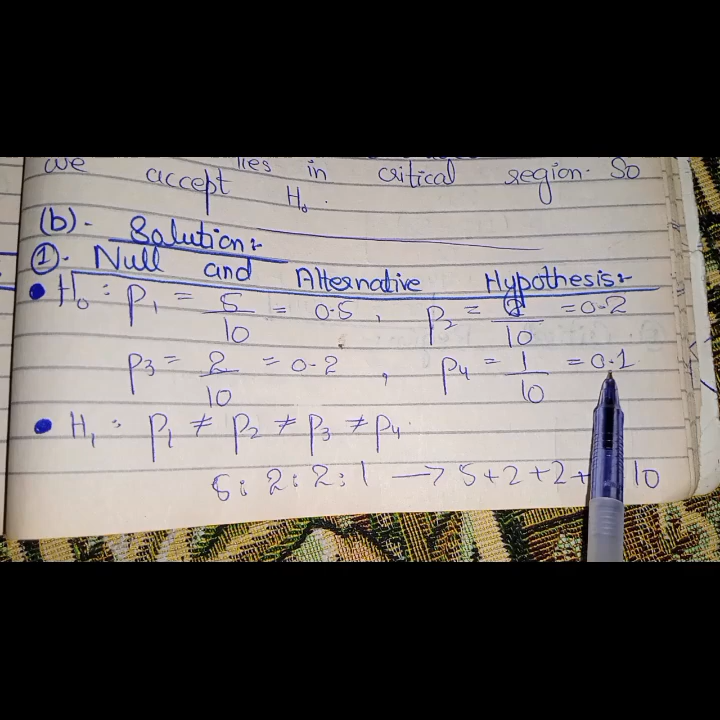 we lies in critical region. So
accept H₀.
(b)- Solution:-
①- Null and Alternative Hypothesis:-
• H₀ : P₁ = 5/10 = 0.5, P₂ = 2/10 = 0.2
P₃ = 2/10 = 0.2, P₄ = 1/10 = 0.1
• H₁ : P₁ ≠ P₂ ≠ P₃ ≠ P₄.
5 : 2 : 2 : 1 → 5+2+2+ 10